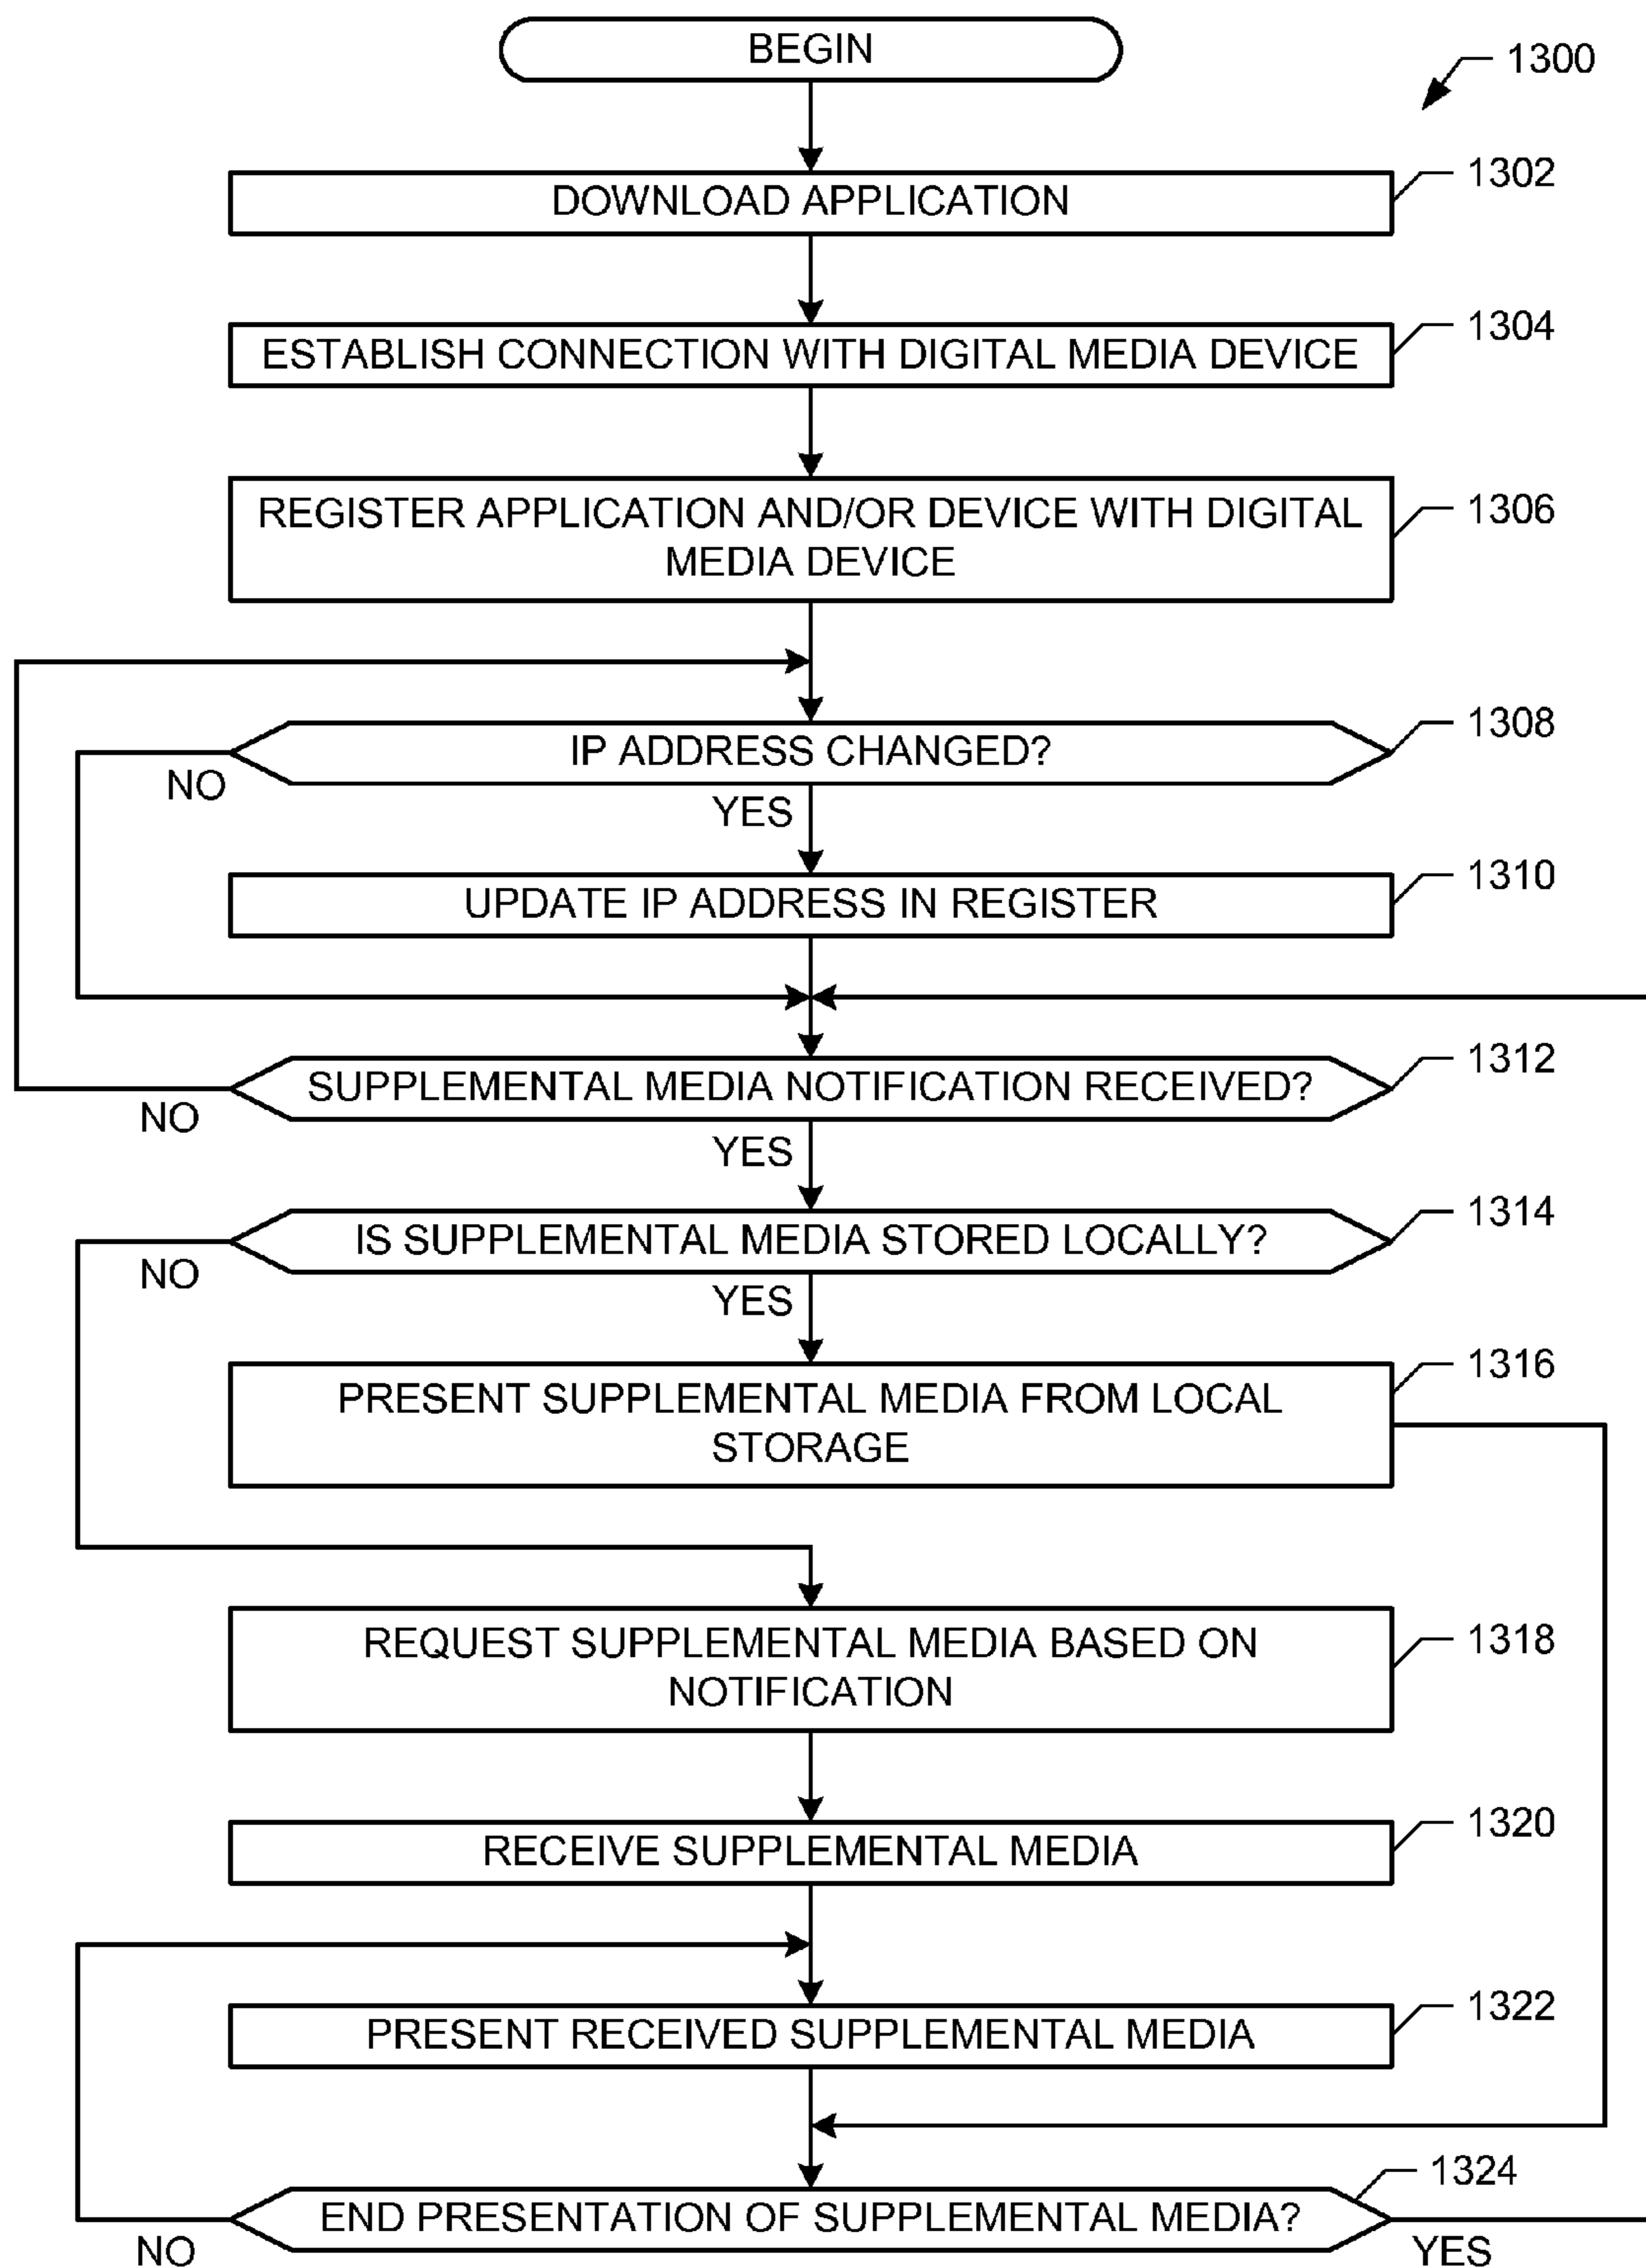 BEGIN
1300
DOWNLOAD APPLICATION
1302
ESTABLISH CONNECTION WITH DIGITAL MEDIA DEVICE
1304
REGISTER APPLICATION AND/OR DEVICE WITH DIGITAL
MEDIA DEVICE
1306
IP ADDRESS CHANGED?
1308
NO
YES
UPDATE IP ADDRESS IN REGISTER
1310
SUPPLEMENTAL MEDIA NOTIFICATION RECEIVED?
1312
NO
YES
IS SUPPLEMENTAL MEDIA STORED LOCALLY?
1314
NO
YES
PRESENT SUPPLEMENTAL MEDIA FROM LOCAL
STORAGE
1316
REQUEST SUPPLEMENTAL MEDIA BASED ON
NOTIFICATION
1318
RECEIVE SUPPLEMENTAL MEDIA
1320
PRESENT RECEIVED SUPPLEMENTAL MEDIA
1322
END PRESENTATION OF SUPPLEMENTAL MEDIA?
1324
NO
YES